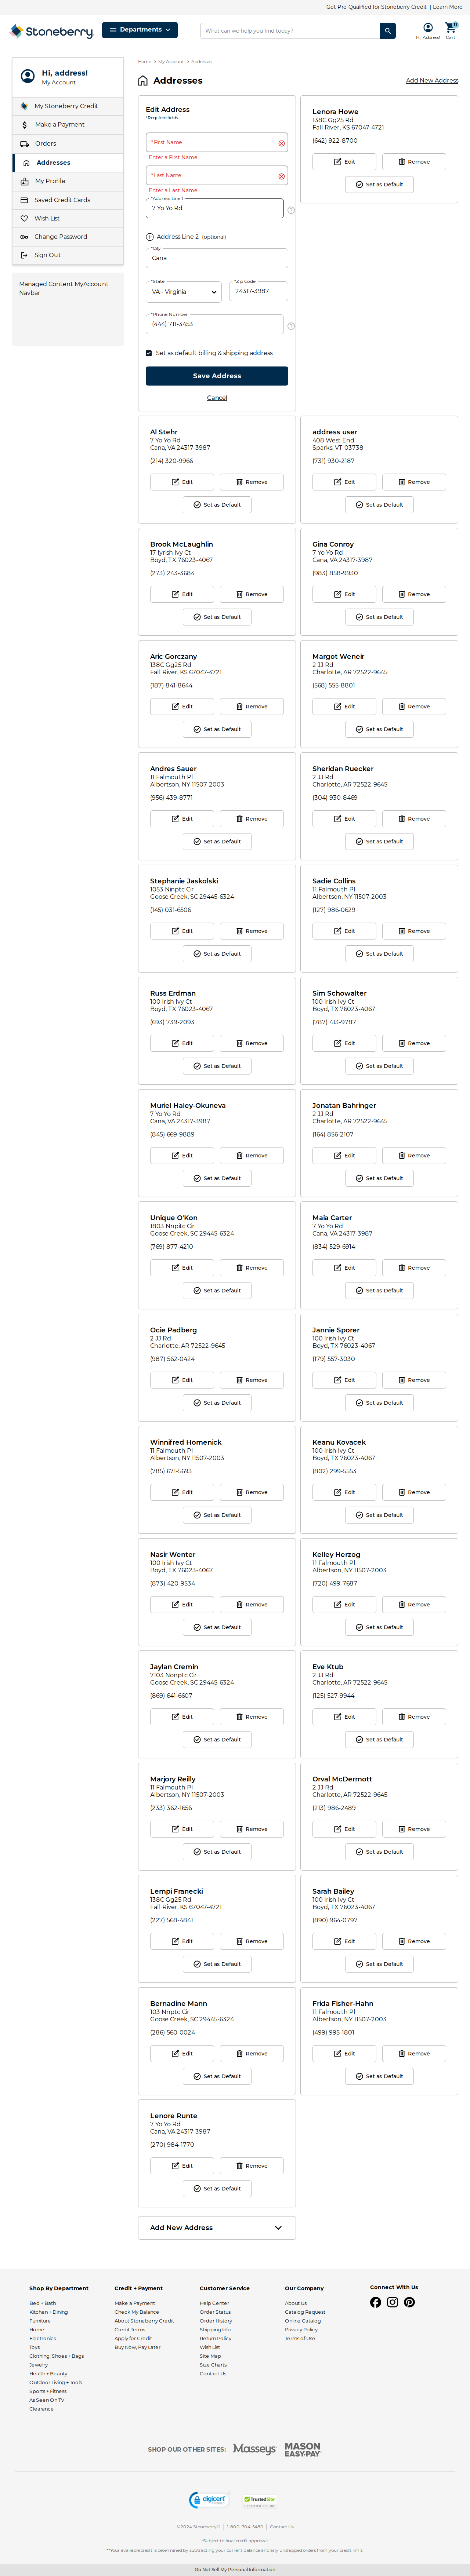 Get Pre-Qualified for Stoneberry Credit | Learn More
Stoneberry
Departments
What can we help you find today?
Hi, Address!
11
Cart
Hi, address!
My Account
My Stoneberry Credit
Make a Payment
Orders
Addresses
My Profile
Saved Credit Cards
Wish List
Change Password
Sign Out
Managed Content MyAccount
Navbar
Home > My Account > Addresses
Addresses
Add New Address
Edit Address
*Required fields
*First Name
Enter a First Name.
*Last Name
Enter a Last Name.
*Address Line 1
7 Yo Yo Rd
Address Line 2 (optional)
*City
Cana
*State
VA - Virginia
*Zip Code
24317-3987
*Phone Number
(444) 711-3453
Set as default billing & shipping address
Save Address
Cancel
Lenora Howe
138C Gg25 Rd
Fall River, KS 67047-4721
(642) 922-8700
Edit
Remove
Set as Default
Al Stehr
7 Yo Yo Rd
Cana, VA 24317-3987
(214) 320-9966
Edit
Remove
Set as Default
address user
408 West End
Sparks, VT 03738
(731) 930-2187
Edit
Remove
Set as Default
Brook McLaughlin
17 Iyrish Ivy Ct
Boyd, TX 76023-4067
(273) 243-3684
Edit
Remove
Set as Default
Gina Conroy
7 Yo Yo Rd
Cana, VA 24317-3987
(983) 858-9930
Edit
Remove
Set as Default
Aric Gorczany
138C Gg25 Rd
Fall River, KS 67047-4721
(187) 841-8644
Edit
Remove
Set as Default
Margot Weneir
2 JJ Rd
Charlotte, AR 72522-9645
(568) 555-8801
Edit
Remove
Set as Default
Andres Sauer
11 Falmouth Pl
Albertson, NY 11507-2003
(956) 439-8771
Edit
Remove
Set as Default
Sheridan Ruecker
2 JJ Rd
Charlotte, AR 72522-9645
(304) 930-8469
Edit
Remove
Set as Default
Stephanie Jaskolski
1053 Ninptc Cir
Goose Creek, SC 29445-6324
(145) 031-6506
Edit
Remove
Set as Default
Sadie Collins
11 Falmouth Pl
Albertson, NY 11507-2003
(127) 986-0629
Edit
Remove
Set as Default
Russ Erdman
100 Irish Ivy Ct
Boyd, TX 76023-4067
(693) 739-2093
Edit
Remove
Set as Default
Sim Schowalter
100 Irish Ivy Ct
Boyd, TX 76023-4067
(787) 413-9787
Edit
Remove
Set as Default
Muriel Haley-Okuneva
7 Yo Yo Rd
Cana, VA 24317-3987
(845) 669-9889
Edit
Remove
Set as Default
Jonatan Bahringer
2 JJ Rd
Charlotte, AR 72522-9645
(164) 856-2107
Edit
Remove
Set as Default
Unique O'Kon
1803 Nnpitc Cir
Goose Creek, SC 29445-6324
(769) 877-4210
Edit
Remove
Set as Default
Maia Carter
7 Yo Yo Rd
Cana, VA 24317-3987
(834) 529-6914
Edit
Remove
Set as Default
Ocie Padberg
2 JJ Rd
Charlotte, AR 72522-9645
(987) 562-0424
Edit
Remove
Set as Default
Jannie Sporer
100 Irish Ivy Ct
Boyd, TX 76023-4067
(179) 557-3030
Edit
Remove
Set as Default
Winnifred Homenick
11 Falmouth Pl
Albertson, NY 11507-2003
(785) 671-5693
Edit
Remove
Set as Default
Keanu Kovacek
100 Irish Ivy Ct
Boyd, TX 76023-4067
(802) 299-5553
Edit
Remove
Set as Default
Nasir Wenter
100 Irish Ivy Ct
Boyd, TX 76023-4067
(873) 420-9534
Edit
Remove
Set as Default
Kelley Herzog
11 Falmouth Pl
Albertson, NY 11507-2003
(720) 499-7687
Edit
Remove
Set as Default
Jaylan Cremin
7103 Nonptc Cir
Goose Creek, SC 29445-6324
(869) 641-6607
Edit
Remove
Set as Default
Eve Ktub
2 JJ Rd
Charlotte, AR 72522-9645
(125) 527-9944
Edit
Remove
Set as Default
Marjory Reilly
11 Falmouth Pl
Albertson, NY 11507-2003
(233) 362-1656
Edit
Remove
Set as Default
Orval McDermott
2 JJ Rd
Charlotte, AR 72522-9645
(213) 986-2489
Edit
Remove
Set as Default
Lempi Franecki
138C Gg25 Rd
Fall River, KS 67047-4721
(227) 568-4841
Edit
Remove
Set as Default
Sarah Bailey
100 Irish Ivy Ct
Boyd, TX 76023-4067
(890) 964-0797
Edit
Remove
Set as Default
Bernadine Mann
103 Nnptc Cir
Goose Creek, SC 29445-6324
(286) 560-0024
Edit
Remove
Set as Default
Frida Fisher-Hahn
11 Falmouth Pl
Albertson, NY 11507-2003
(499) 995-1801
Edit
Remove
Set as Default
Lenore Runte
7 Yo Yo Rd
Cana, VA 24317-3987
(270) 984-1770
Edit
Remove
Set as Default
Add New Address
Shop By Department
Bed + Bath
Kitchen + Dining
Furniture
Home
Electronics
Toys
Clothing, Shoes + Bags
Jewelry
Health + Beauty
Outdoor Living + Tools
Sports + Fitness
As Seen On TV
Clearance
Credit + Payment
Make a Payment
Check My Balance
About Stoneberry Credit
Credit Terms
Apply for Credit
Buy Now, Pay Later
Customer Service
Help Center
Order Status
Order History
Shipping Info
Return Policy
Wish List
Site Map
Size Charts
Contact Us
Our Company
About Us
Catalog Request
Online Catalog
Privacy Policy
Terms of Use
Connect With Us
SHOP OUR OTHER SITES:
Masseys
MASON
EASY-PAY
digicert
TrustedSite
CERTIFIED SECURE
©2024 Stoneberry® | 1-800-704-5480 | Contact Us
*Subject to final credit approval.
**Your available credit is determined by subtracting your current balance and any unshipped orders from your credit limit.
Do Not Sell My Personal Information